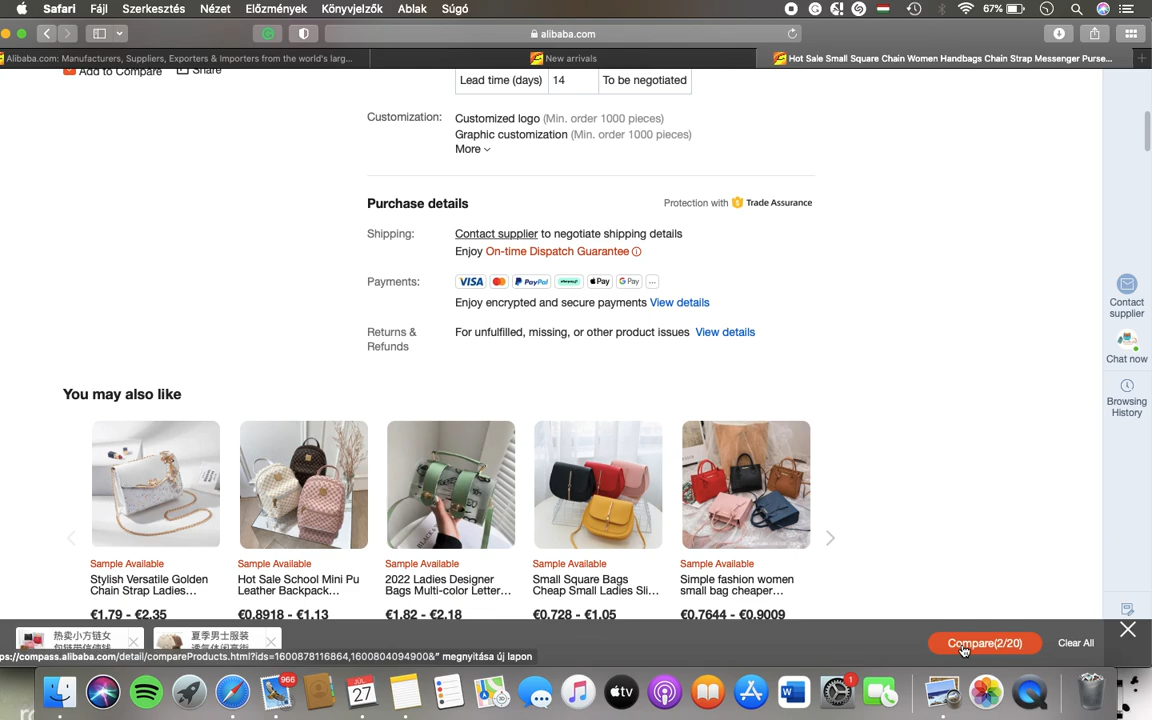 Safari Fájl Szerkesztés Nézet Előzmények Könyvjelzők Ablak Súgó 67%
alibaba.com
Alibaba.com: Manufacturers, Suppliers, Exporters & Importers from the world's larg...
New arrivals
Hot Sale Small Square Chain Women Handbags Chain Strap Messenger Purse...
Add to Compare Share
Lead time (days) 14 To be negotiated
Customization: Customized logo (Min. order 1000 pieces)
Graphic customization (Min. order 1000 pieces)
More
Purchase details
Protection with Trade Assurance
Shipping: Contact supplier to negotiate shipping details
Enjoy On-time Dispatch Guarantee
Payments: VISA PayPal Pay G Pay ...
Enjoy encrypted and secure payments View details
Returns & Refunds
For unfulfilled, missing, or other product issues View details
Contact supplier
Chat now
Browsing History
You may also like
Sample Available
Stylish Versatile Golden
Chain Strap Ladies...
€1.79 - €2.35
Sample Available
Hot Sale School Mini Pu
Leather Backpack...
€0.8918 - €1.13
Sample Available
2022 Ladies Designer
Bags Multi-color Letter...
€1.82 - €2.18
Sample Available
Small Square Bags
Cheap Small Ladies Sli...
€0.728 - €1.05
Sample Available
Simple fashion women
small bag cheaper...
€0.7644 - €0.9009
热卖小方链女
夏季男士服装
Compare(2/20)
Clear All
ps://compass.alibaba.com/detail/compareProducts.html?ids=1600878116864,1600804094900&" megnyitása új lapon
966
JÚL
27
tv
1